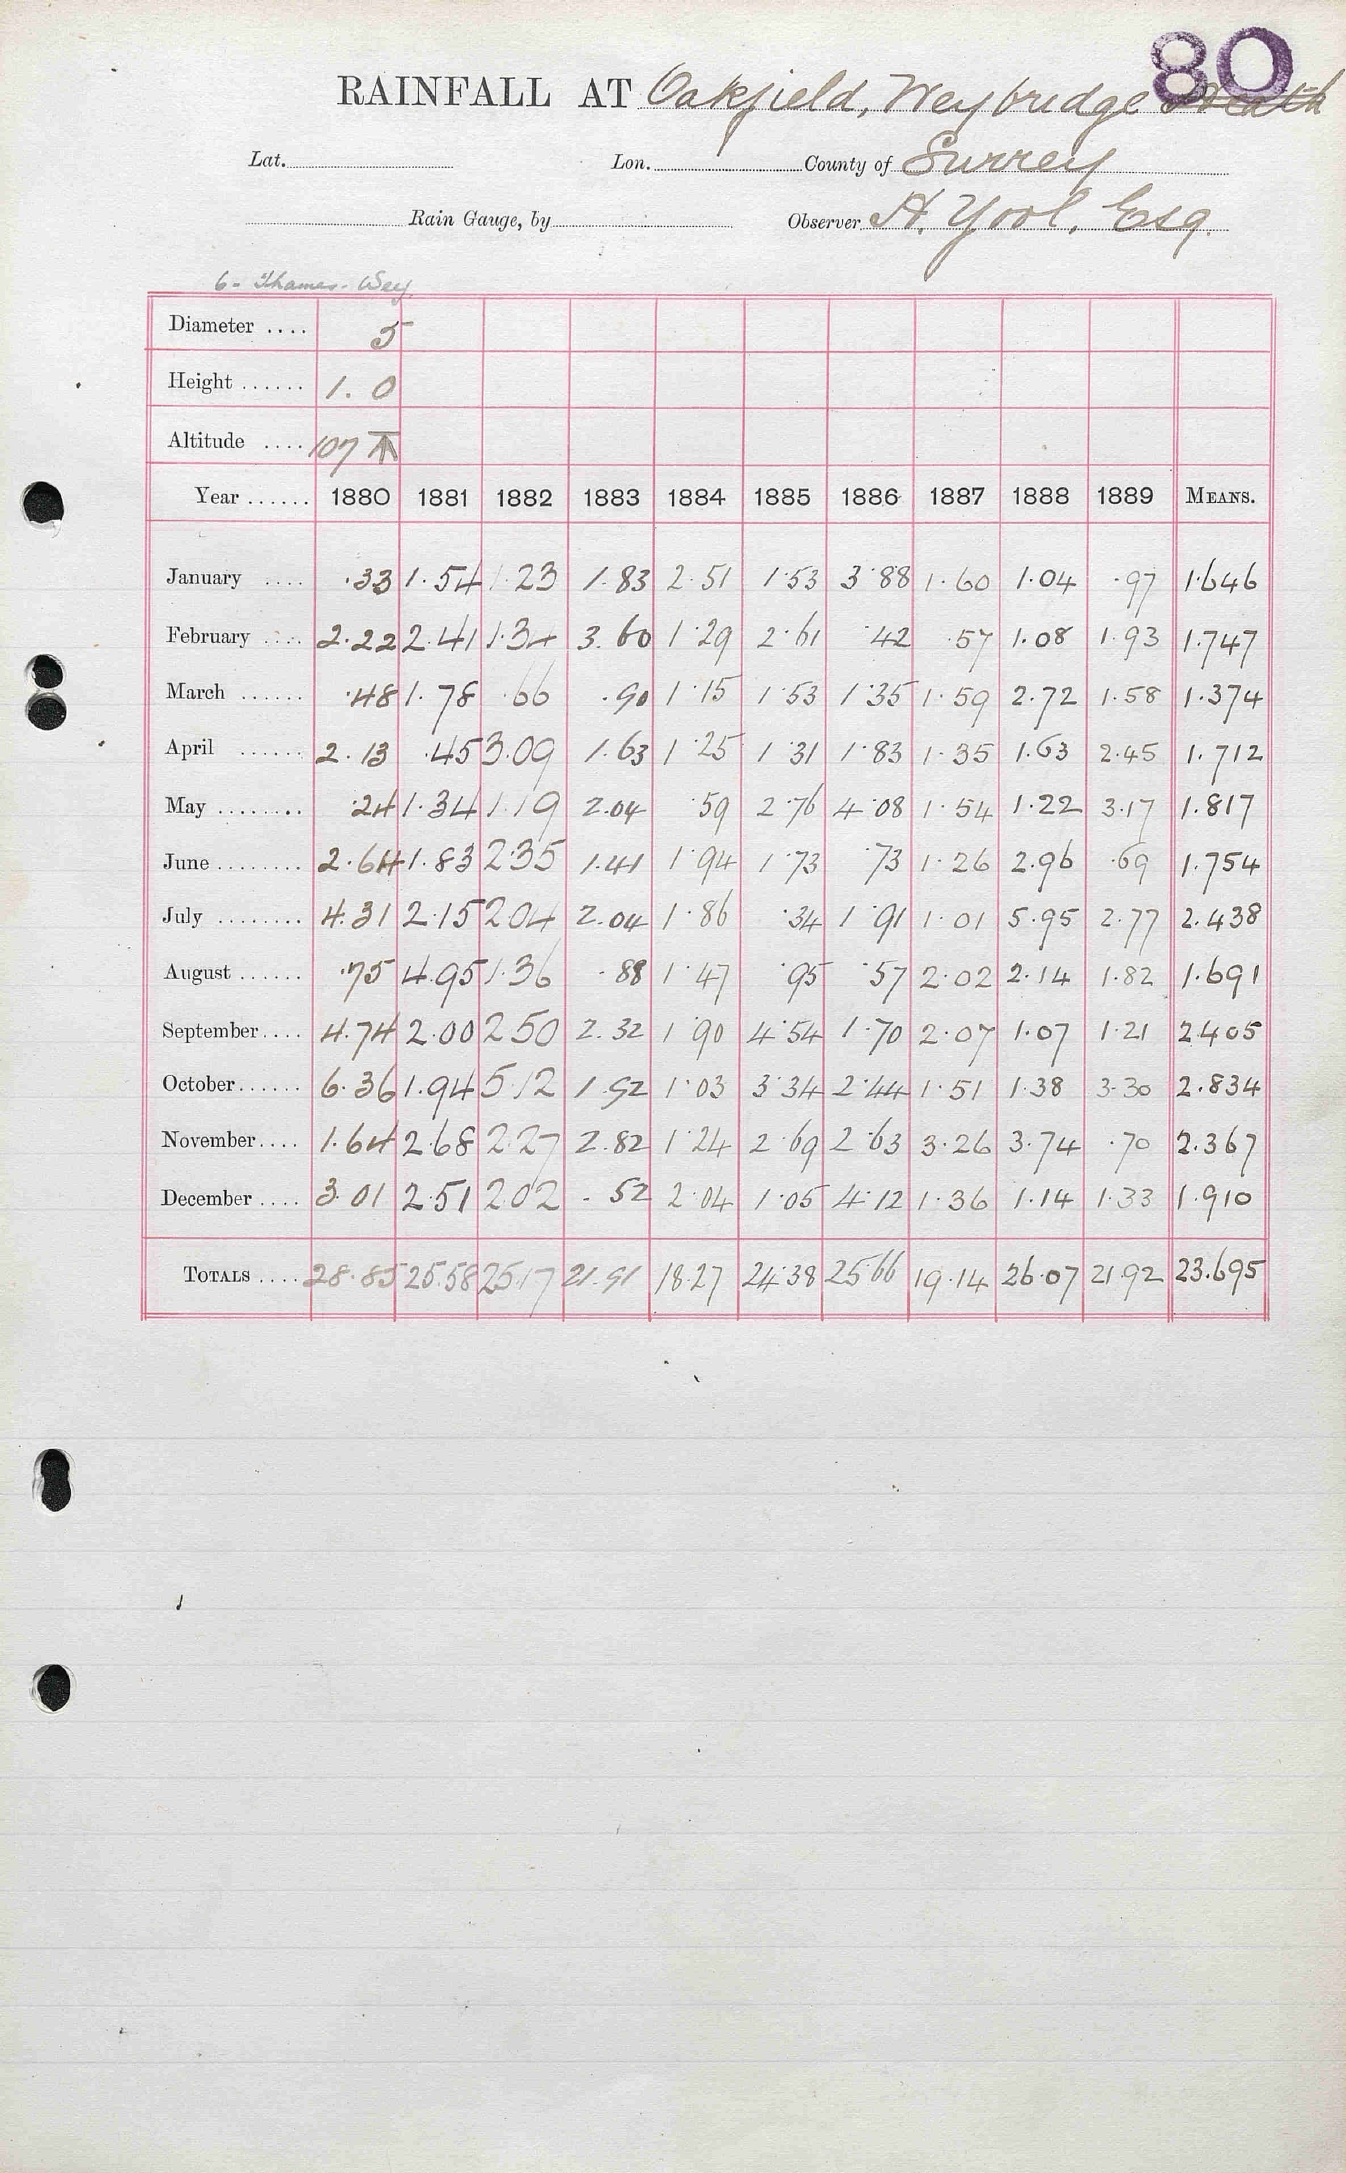 80
RAINFALL AT Oakfield, Weybridge Heath
Lat. Lon. County of Surrey
Rain Gauge, by Observer H. Yool, Esq.
6 - Thames - Wey
Diameter .... 5
Height ...... 1. 0
Altitude .... 107
Year ...... 1880 1881 1882 1883 1884 1885 1886 1887 1888 1889 MEANS.
January .... .33 1.54 1.23 1.83 2.51 1.53 3.88 1.60 1.04 .97 1.646
February .... 2.22 2.41 1.34 3.60 1.29 2.61 .42 .57 1.08 1.93 1.747
March ...... .48 1.78 .66 .90 1.15 1.53 1.35 1.59 2.72 1.58 1.374
April ...... 2.13 .45 3.09 1.63 1.25 1.31 1.83 1.35 1.63 2.45 1.712
May ........ .24 1.34 1.19 2.04 .59 2.76 4.08 1.54 1.22 3.17 1.817
June ........ 2.64 1.83 2.35 1.41 1.94 1.73 .73 1.26 2.96 .69 1.754
July ........ 4.31 2.15 2.04 2.04 1.86 .34 1.91 1.01 5.95 2.77 2.438
August ...... .75 4.95 1.36 .88 1.47 .95 .57 2.02 2.14 1.82 1.691
September .... 4.74 2.00 2.50 2.32 1.90 4.54 1.70 2.07 1.07 1.21 2.405
October ...... 6.36 1.94 5.12 1.92 1.03 3.34 2.44 1.51 1.38 3.30 2.834
November .... 1.64 2.68 2.27 2.82 1.24 2.69 2.63 3.26 3.74 .70 2.367
December .... 3.01 2.51 2.02 .52 2.04 1.05 4.12 1.36 1.14 1.33 1.910
TOTALS .... 28.85 25.58 25.17 21.91 18.27 24.38 25.66 19.14 26.07 21.92 23.695